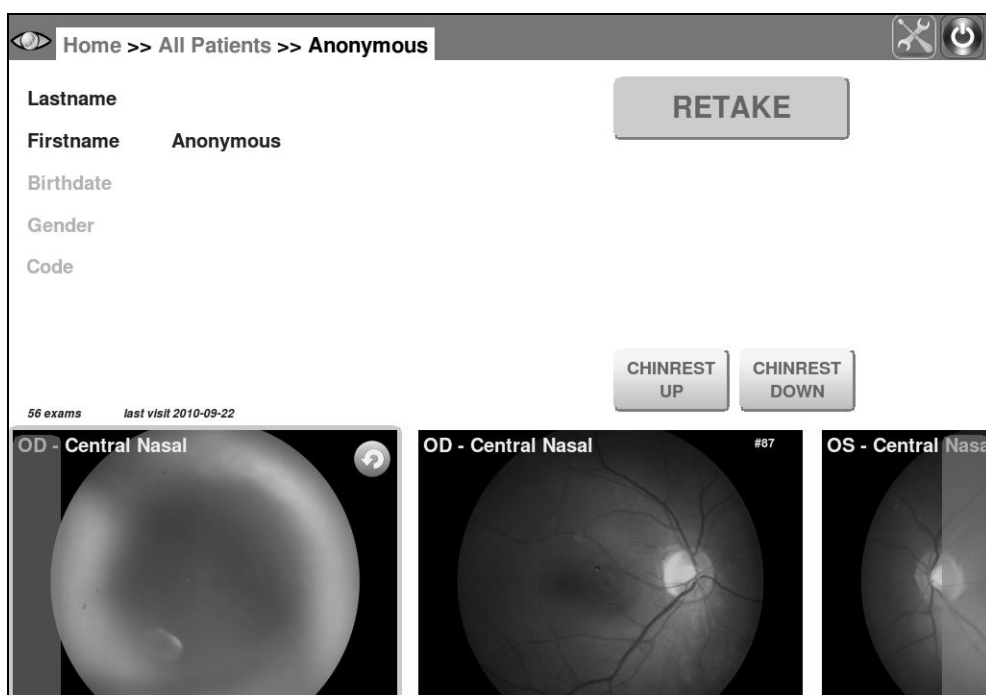 Home >> All Patients >> Anonymous
Lastname
RETAKE
Firstname Anonymous
Birthdate
Gender
Code
CHINREST UP
CHINREST DOWN
56 exams last visit 2010-09-22
OD - Central Nasal
OD - Central Nasal #87
OS - Central Nasa